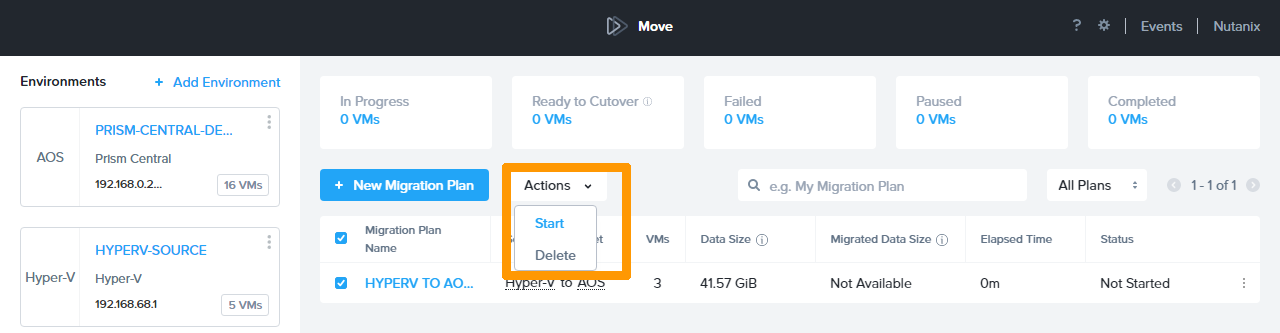 Move
?
Events
Nutanix
Environments
+ Add Environment
AOS
PRISM-CENTRAL-DE...
Prism Central
192.168.0.2...
16 VMs
Hyper-V
HYPERV-SOURCE
Hyper-V
192.168.68.1
5 VMs
In Progress
0 VMs
Ready to Cutover
0 VMs
Failed
0 VMs
Paused
0 VMs
Completed
0 VMs
+ New Migration Plan
Actions
Start
Delete
e.g. My Migration Plan
All Plans
1 - 1 of 1
Migration Plan
Name
VMs
Data Size
Migrated Data Size
Elapsed Time
Status
HYPERV TO AO...
Hyper-V to AOS
3
41.57 GiB
Not Available
0m
Not Started